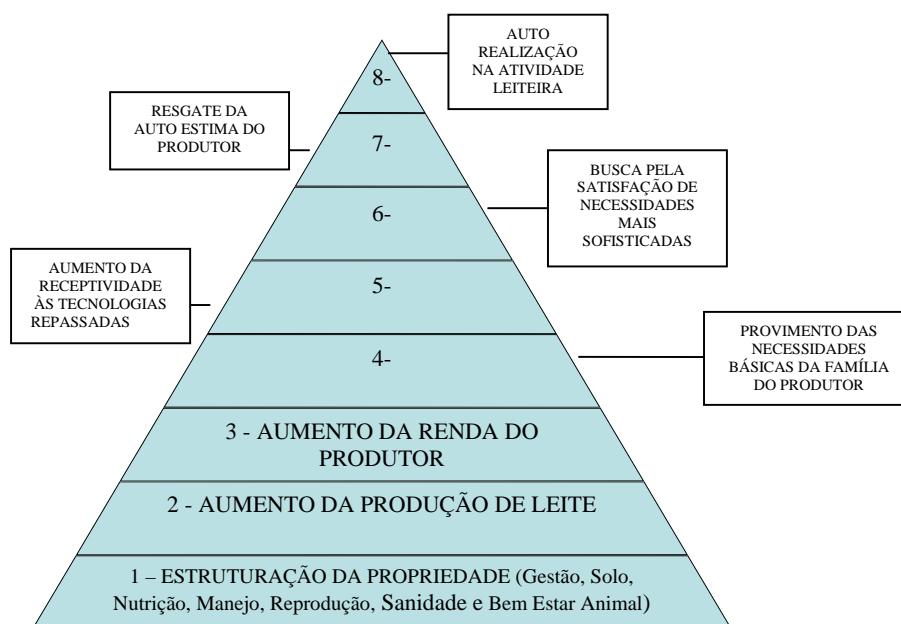 AUTO
REALIZAÇÃO
NA ATIVIDADE
LEITEIRA
8-
RESGATE DA
AUTO ESTIMA DO
PRODUTOR
7-
BUSCA PELA
SATISFAÇÃO DE
NECESSIDADES
MAIS
SOFISTICADAS
6-
AUMENTO DA
RECEPTIVIDADE
ÀS TECNOLOGIAS
REPASSADAS
5-
PROVIMENTO DAS
NECESSIDADES
BÁSICAS DA FAMÍLIA
DO PRODUTOR
4-
3 - AUMENTO DA RENDA DO
PRODUTOR
2 - AUMENTO DA PRODUÇÃO DE LEITE
1 – ESTRUTURAÇÃO DA PROPRIEDADE (Gestão, Solo,
Nutrição, Manejo, Reprodução, Sanidade e Bem Estar Animal)